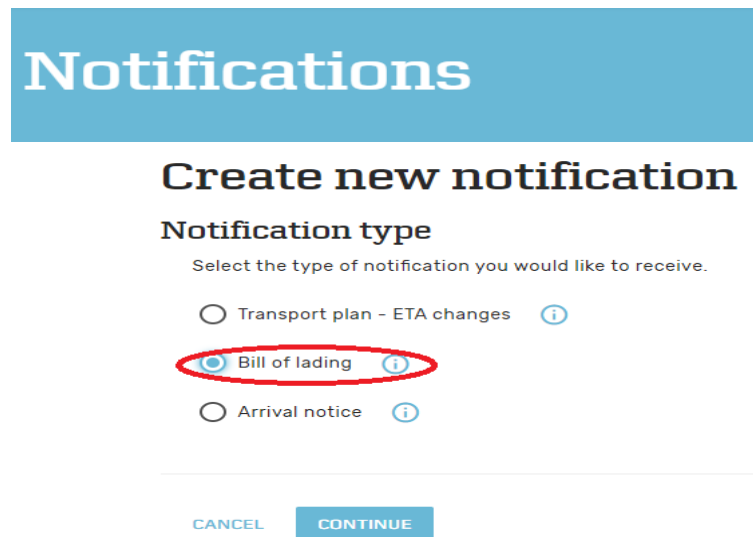 Notifications
Create new notification
Notification type
Select the type of notification you would like to receive.
Transport plan - ETA changes
Bill of lading
Arrival notice
CANCEL CONTINUE